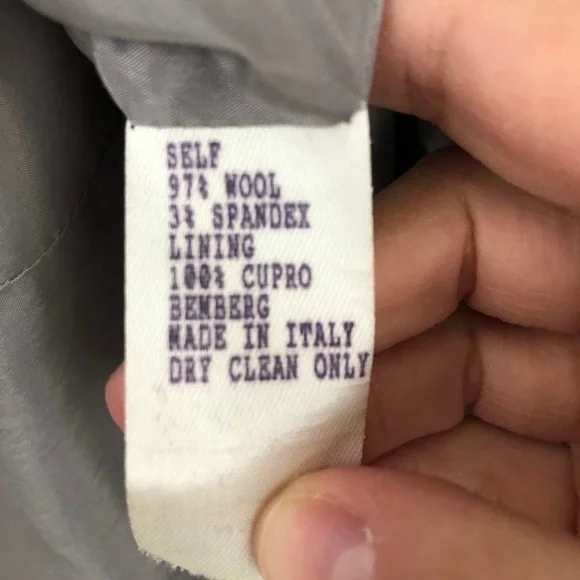 SELF
97% WOOL
3% SPANDEX
LINING
100% CUPRO
BEMBERG
MADE IN ITALY
DRY CLEAN ONLY